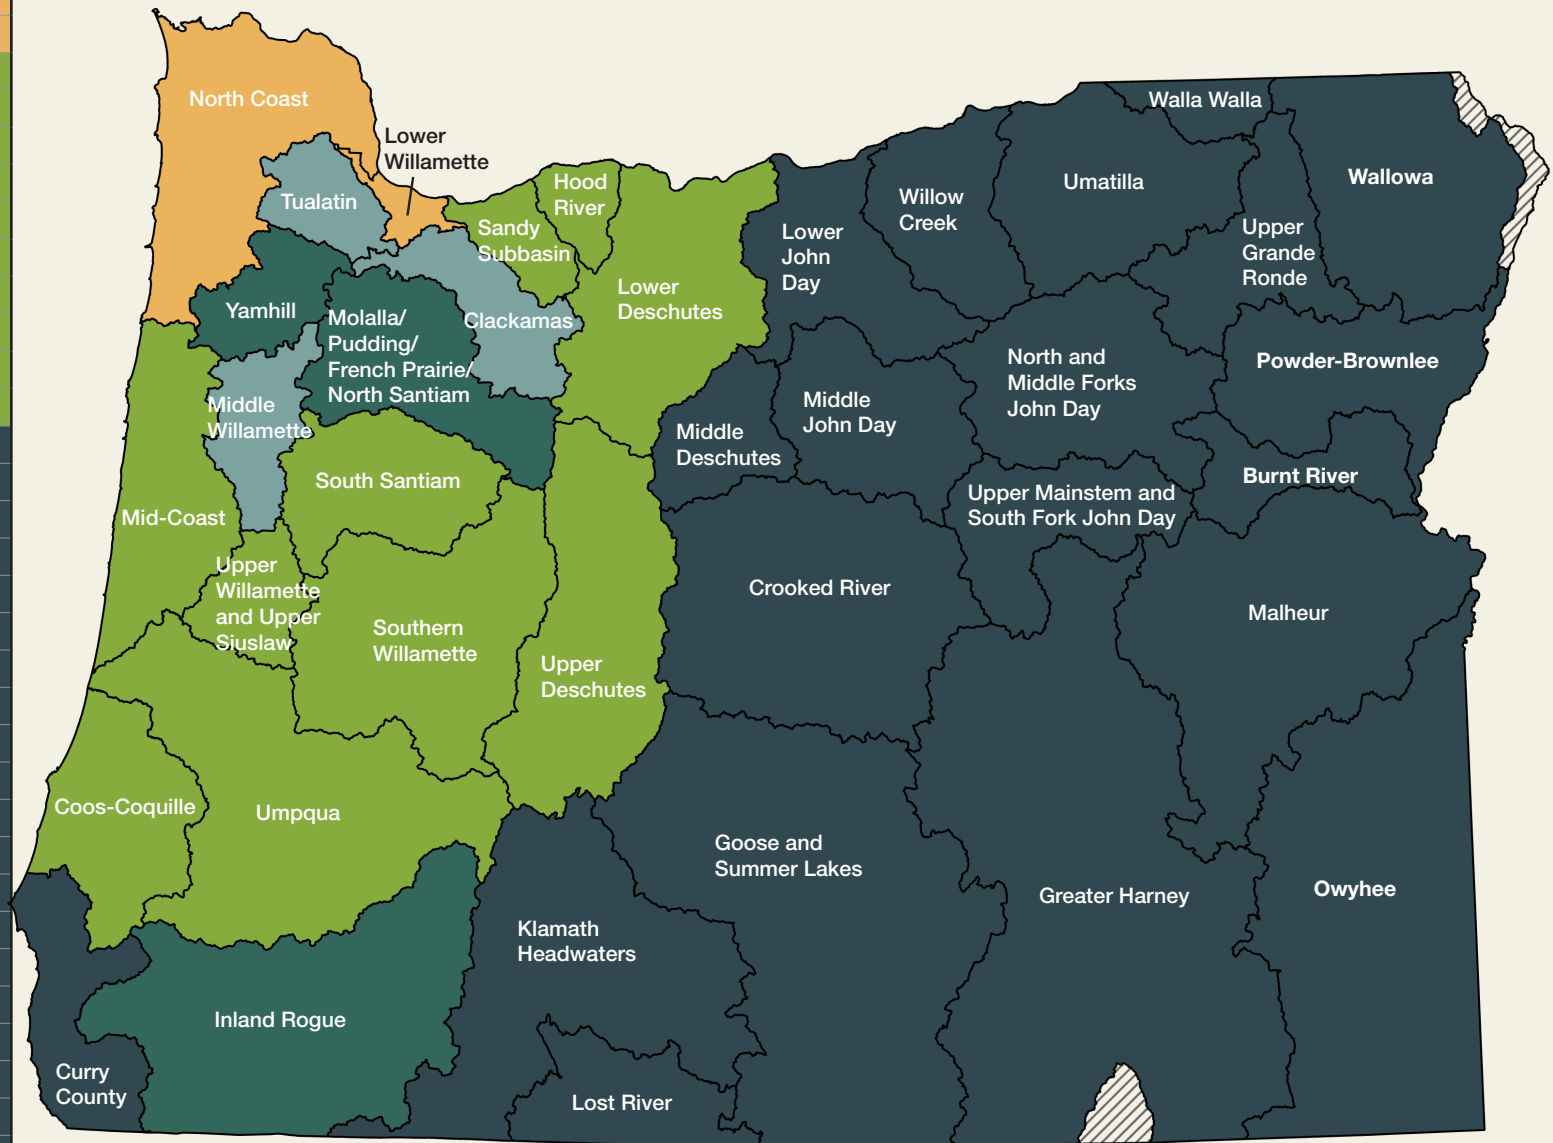 North Coast
Walla Walla
Lower
Willamette
Hood
River
Umatilla
Wallowa
Tualatin
Willow
Creek
Sandy
Subbasin
Lower
John
Day
Upper
Grande
Ronde
Lower
Deschutes
Yamhill
Molalla/
Pudding/
French Prairie/
North Santiam
Clackamas
North and
Middle Forks
John Day
Powder-Brownlee
Middle
Willamette
Middle
John Day
Middle
Deschutes
South Santiam
Burnt River
Upper Mainstem and
South Fork John Day
Mid-Coast
Upper
Willamette
and Upper
Siuslaw
Crooked River
Malheur
Southern
Willamette
Upper
Deschutes
Coos-Coquille
Umpqua
Goose and
Summer Lakes
Greater Harney
Owyhee
Klamath
Headwaters
Inland Rogue
Curry
County
Lost River